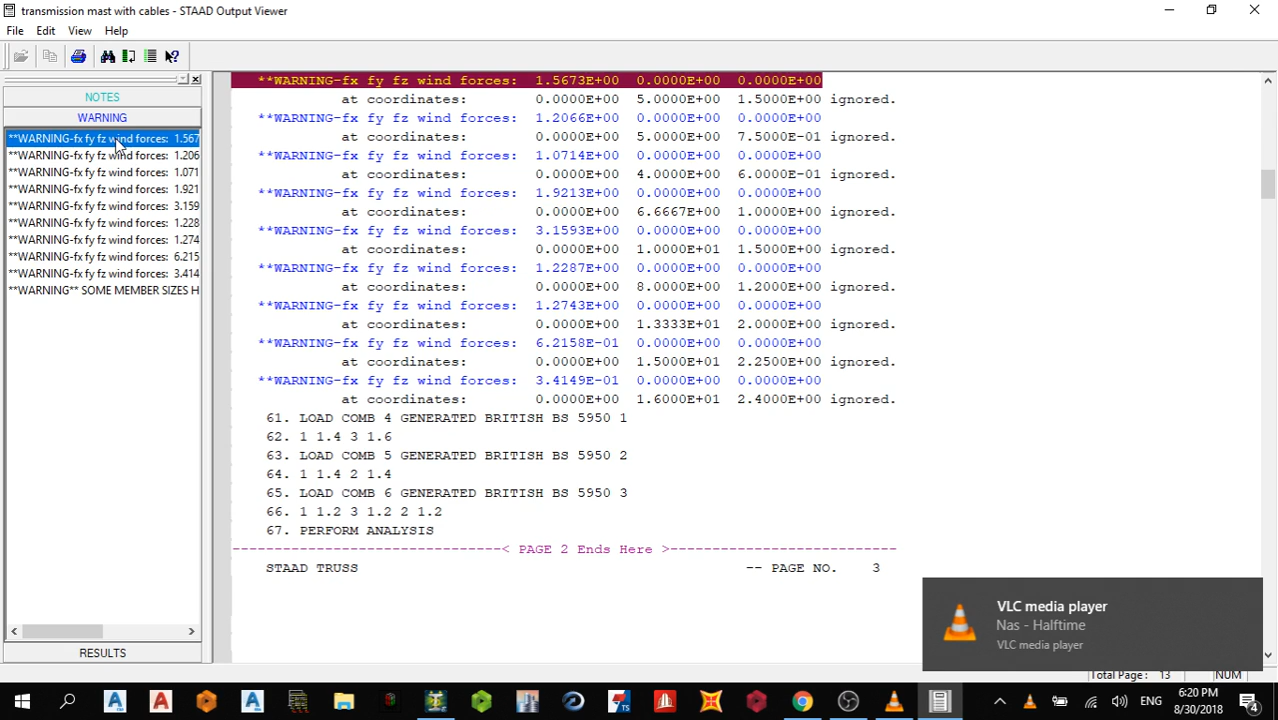 transmission mast with cables - STAAD Output Viewer
File Edit View Help
NOTES
WARNING
**WARNING-fx fy fz wind forces: 1.567
**WARNING-fx fy fz wind forces: 1.206
**WARNING-fx fy fz wind forces: 1.071
**WARNING-fx fy fz wind forces: 1.921
**WARNING-fx fy fz wind forces: 3.159
**WARNING-fx fy fz wind forces: 1.228
**WARNING-fx fy fz wind forces: 1.274
**WARNING-fx fy fz wind forces: 6.215
**WARNING-fx fy fz wind forces: 3.414
**WARNING** SOME MEMBER SIZES H
RESULTS
**WARNING-fx fy fz wind forces: 1.5673E+00 0.0000E+00 0.0000E+00
at coordinates: 0.0000E+00 5.0000E+00 1.5000E+00 ignored.
**WARNING-fx fy fz wind forces: 1.2066E+00 0.0000E+00 0.0000E+00
at coordinates: 0.0000E+00 5.0000E+00 7.5000E-01 ignored.
**WARNING-fx fy fz wind forces: 1.0714E+00 0.0000E+00 0.0000E+00
at coordinates: 0.0000E+00 4.0000E+00 6.0000E-01 ignored.
**WARNING-fx fy fz wind forces: 1.9213E+00 0.0000E+00 0.0000E+00
at coordinates: 0.0000E+00 6.6667E+00 1.0000E+00 ignored.
**WARNING-fx fy fz wind forces: 3.1593E+00 0.0000E+00 0.0000E+00
at coordinates: 0.0000E+00 1.0000E+01 1.5000E+00 ignored.
**WARNING-fx fy fz wind forces: 1.2287E+00 0.0000E+00 0.0000E+00
at coordinates: 0.0000E+00 8.0000E+00 1.2000E+00 ignored.
**WARNING-fx fy fz wind forces: 1.2743E+00 0.0000E+00 0.0000E+00
at coordinates: 0.0000E+00 1.3333E+01 2.0000E+00 ignored.
**WARNING-fx fy fz wind forces: 6.2158E-01 0.0000E+00 0.0000E+00
at coordinates: 0.0000E+00 1.5000E+01 2.2500E+00 ignored.
**WARNING-fx fy fz wind forces: 3.4149E-01 0.0000E+00 0.0000E+00
at coordinates: 0.0000E+00 1.6000E+01 2.4000E+00 ignored.
61. LOAD COMB 4 GENERATED BRITISH BS 5950 1
62. 1 1.4 3 1.6
63. LOAD COMB 5 GENERATED BRITISH BS 5950 2
64. 1 1.4 2 1.4
65. LOAD COMB 6 GENERATED BRITISH BS 5950 3
66. 1 1.2 3 1.2 2 1.2
67. PERFORM ANALYSIS
< PAGE 2 Ends Here >
STAAD TRUSS -- PAGE NO. 3
VLC media player
Nas - Halftime
VLC media player
Total Page: 13 NUM
ENG
6:20 PM
8/30/2018
4